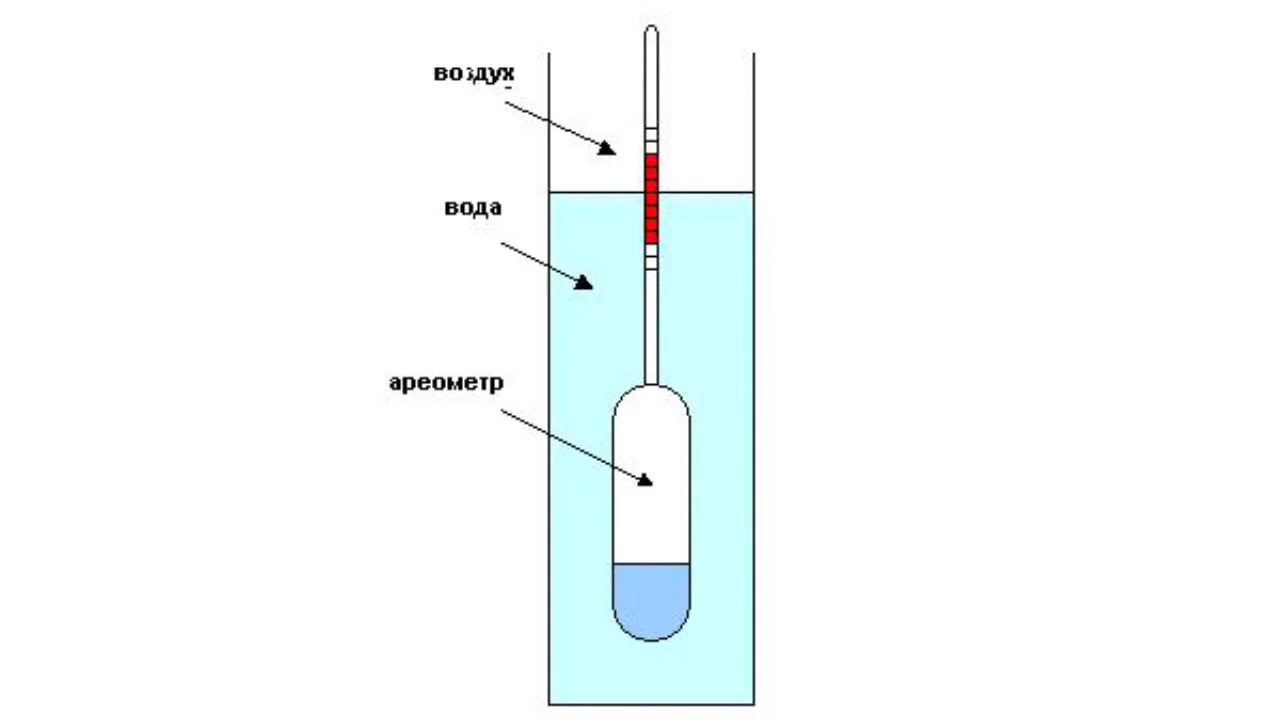 воздух
вода
ареометр